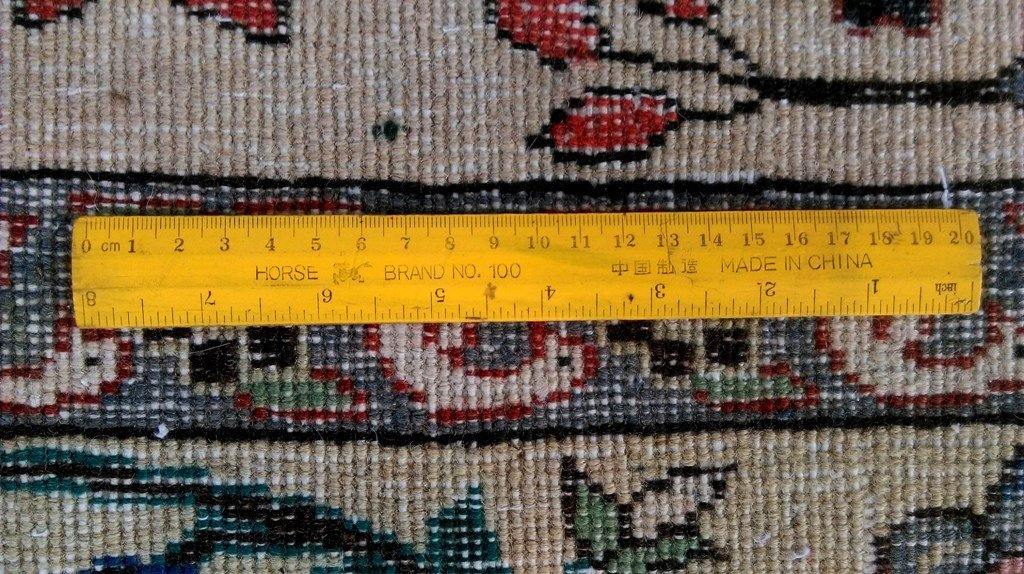 0 cm 1 2 3 4 5 6 7 8 9 10 11 12 13 14 15 16 17 18 19 20
HORSE BRAND NO. 100 中国制造 MADE IN CHINA
8 7 6 5 4 3 2 1 inch